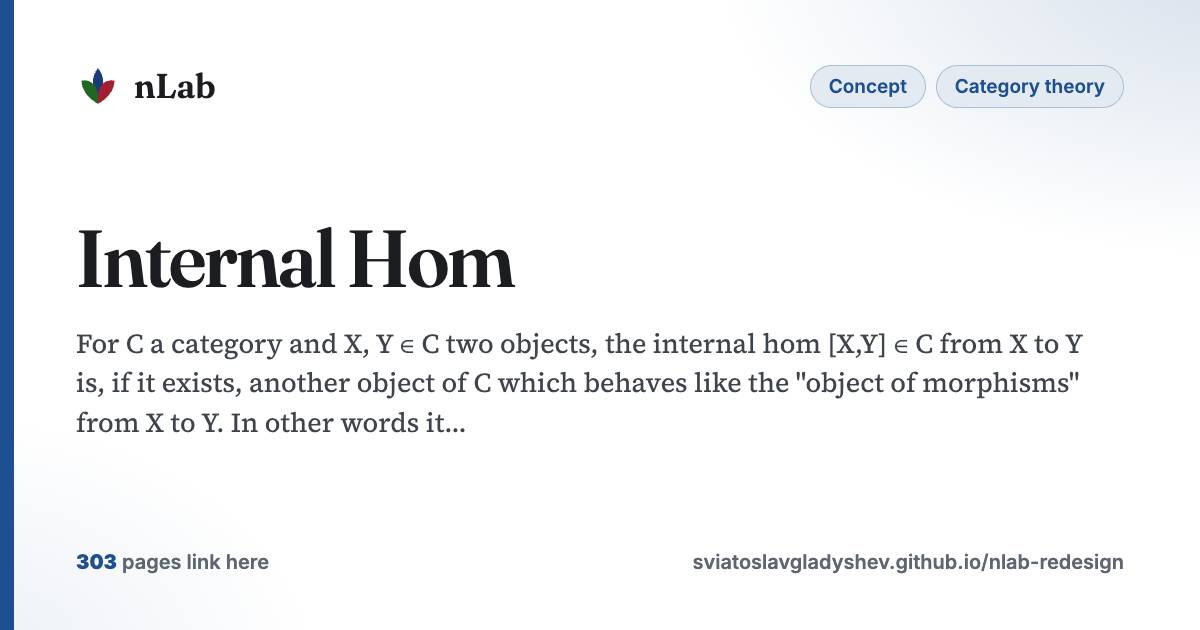 nLab
Concept
Category theory
Internal Hom
For C a category and X, Y ∈ C two objects, the internal hom [X,Y] ∈ C from X to Y
is, if it exists, another object of C which behaves like the "object of morphisms"
from X to Y. In other words it...
303 pages link here
sviatoslavgladyshev.github.io/nlab-redesign